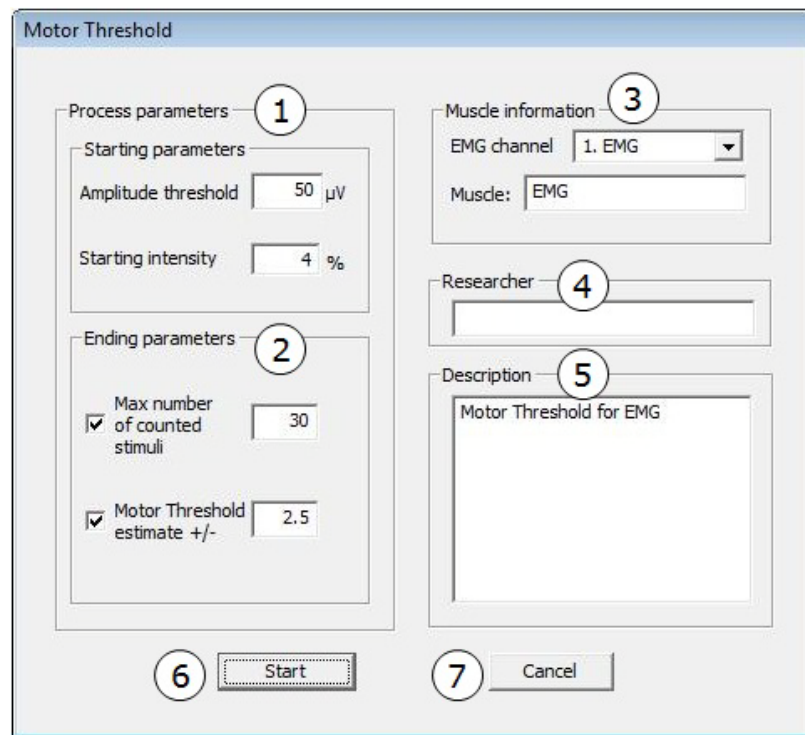 Motor Threshold
Process parameters 1
Starting parameters
Amplitude threshold 50 µV
Starting intensity 4 %
Ending parameters 2
Max number
of counted
stimuli
30
Motor Threshold
estimate +/-
2.5
Muscle information 3
EMG channel 1. EMG
Muscle: EMG
Researcher 4
Description 5
Motor Threshold for EMG
6 Start
7 Cancel